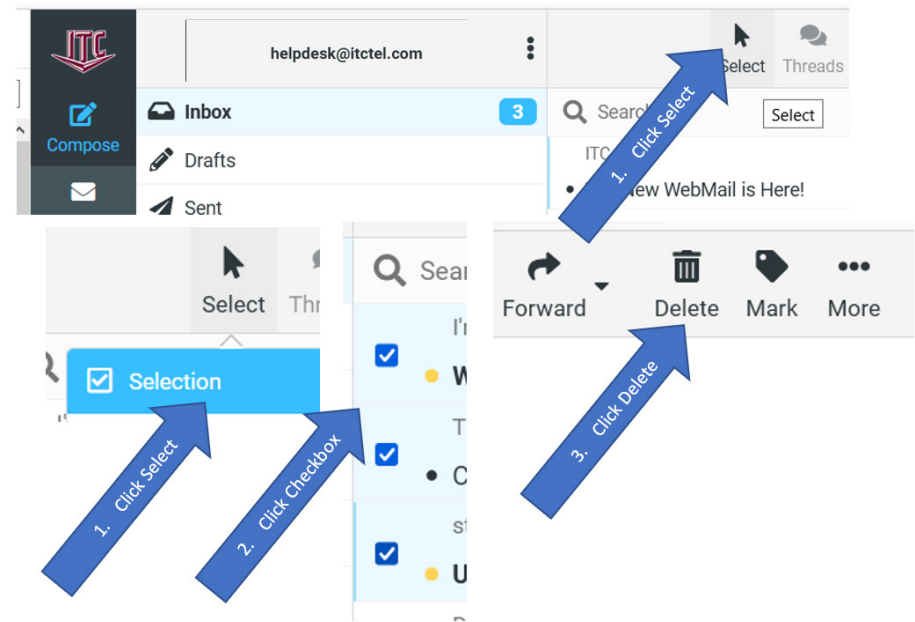 ITC
helpdesk@itctel.com
Select
Threads
Inbox
3
Select
Compose
Drafts
ITC
New WebMail is Here!
Sent
1. Click Select
Select
Selection
1. Click Select
2. Click Checkbox
Forward
Delete
Mark
More
3. Click Delete